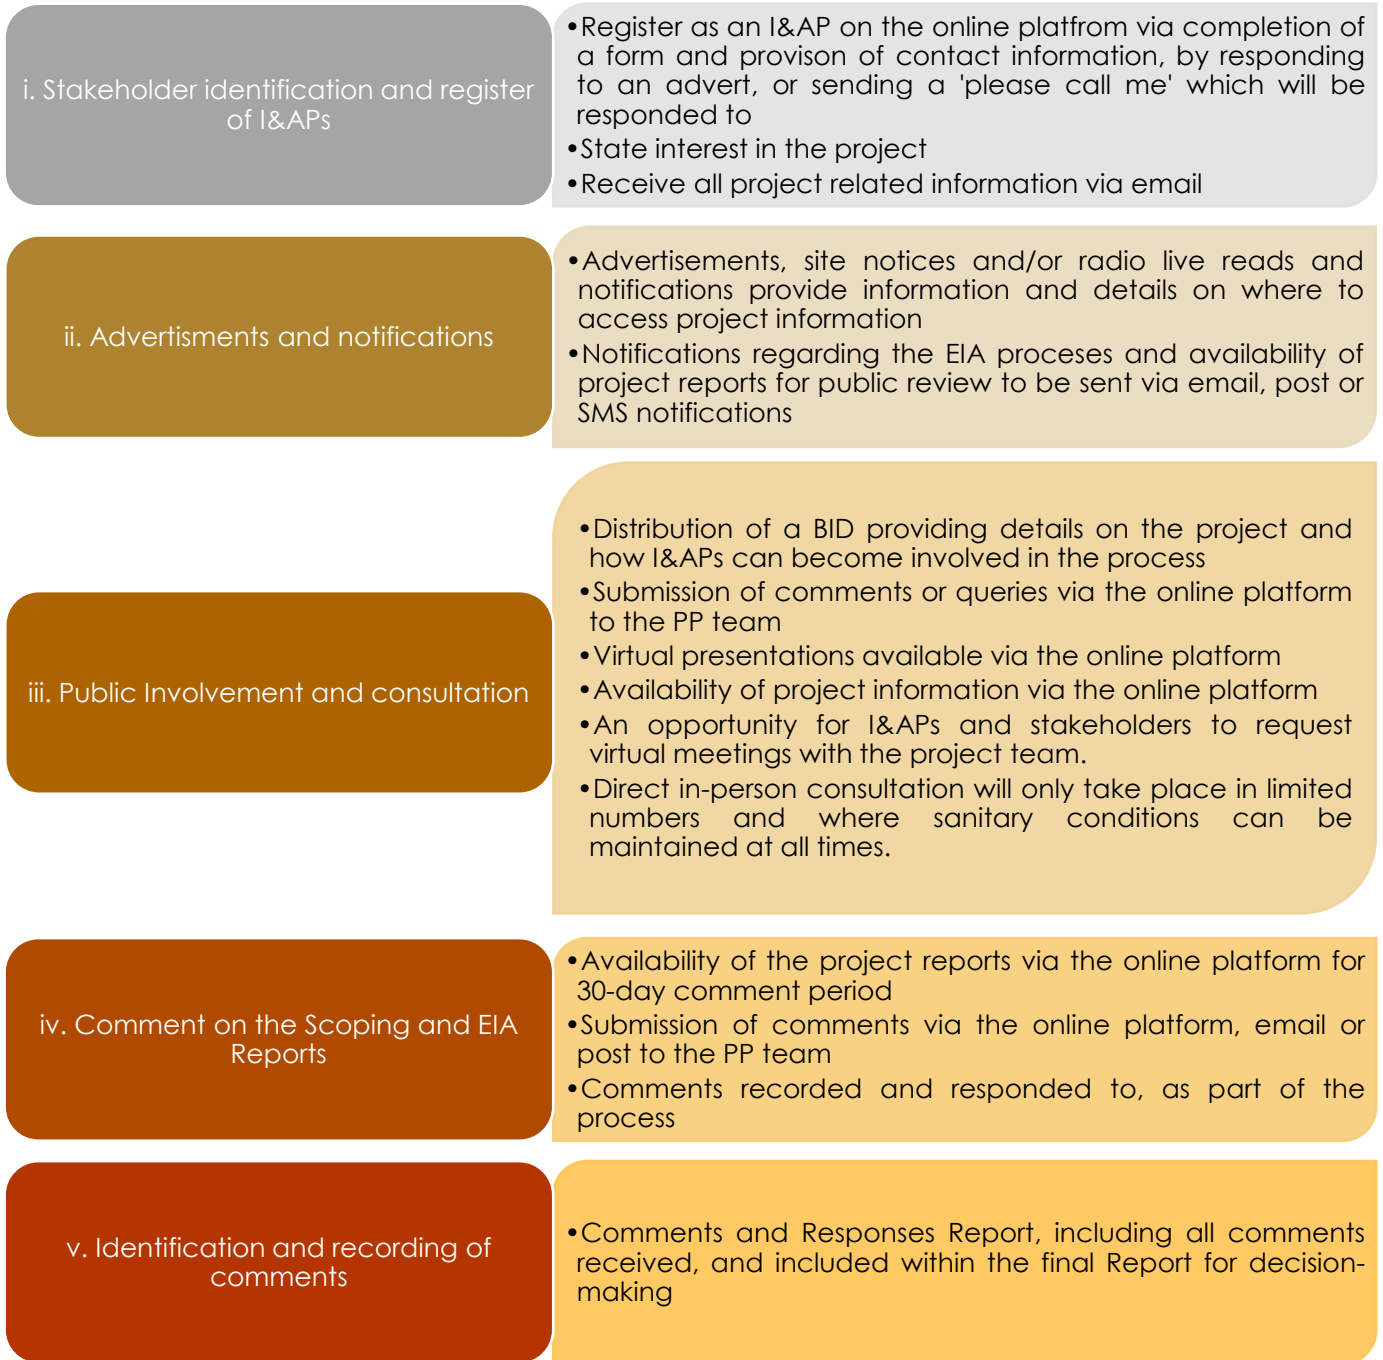 i. Stakeholder identification and register
of I&APs
•Register as an I&AP on the online platfrom via completion of
a form and provison of contact information, by responding
to an advert, or sending a 'please call me' which will be
responded to
•State interest in the project
•Receive all project related information via email
ii. Advertisments and notifications
•Advertisements, site notices and/or radio live reads and
notifications provide information and details on where to
access project information
•Notifications regarding the EIA proceses and availability of
project reports for public review to be sent via email, post or
SMS notifications
iii. Public Involvement and consultation
•Distribution of a BID providing details on the project and
how I&APs can become involved in the process
•Submission of comments or queries via the online platform
to the PP team
•Virtual presentations available via the online platform
•Availability of project information via the online platform
•An opportunity for I&APs and stakeholders to request
virtual meetings with the project team.
•Direct in-person consultation will only take place in limited
numbers and where sanitary conditions can be
maintained at all times.
iv. Comment on the Scoping and EIA
Reports
•Availability of the project reports via the online platform for
30-day comment period
•Submission of comments via the online platform, email or
post to the PP team
•Comments recorded and responded to, as part of the
process
v. Identification and recording of
comments
•Comments and Responses Report, including all comments
received, and included within the final Report for decision-
making